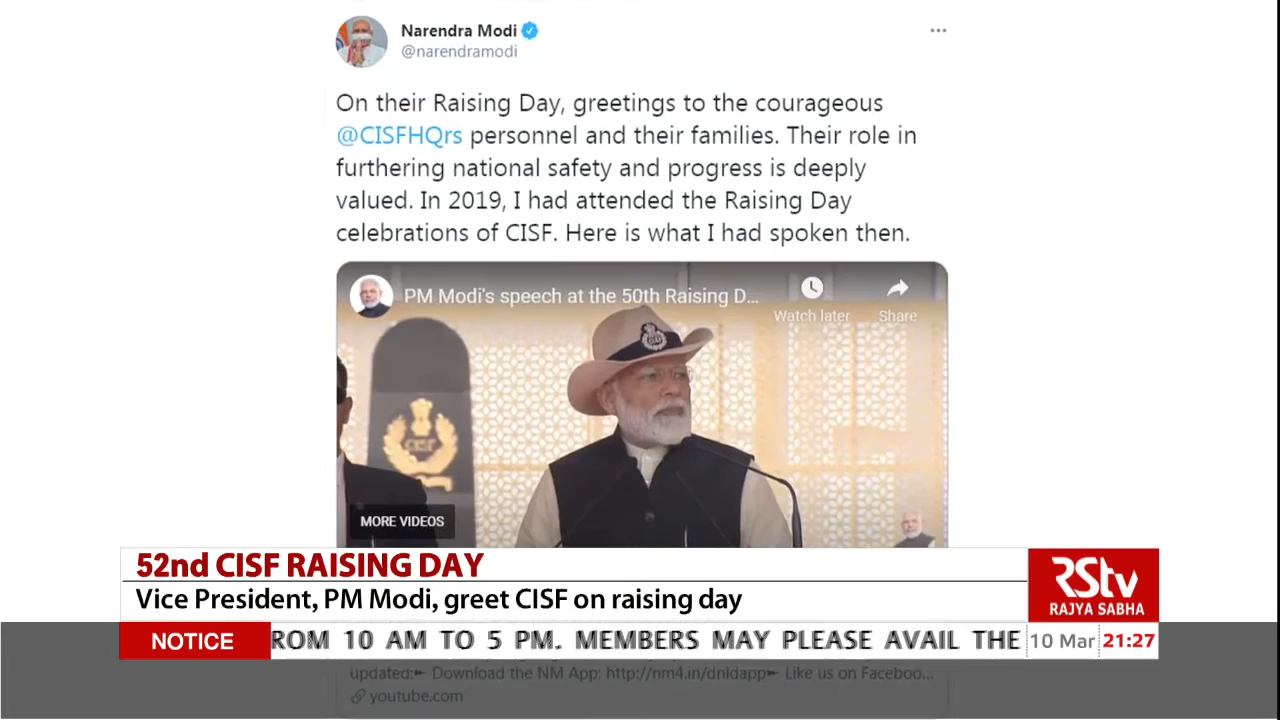 Narendra Modi
@narendramodi
On their Raising Day, greetings to the courageous
@CISFHQrs personnel and their families. Their role in
furthering national safety and progress is deeply
valued. In 2019, I had attended the Raising Day
celebrations of CISF. Here is what I had spoken then.
PM Modi's speech at the 50th Raising D...
Watch later
Share
CISF
MORE VIDEOS
52nd CISF RAISING DAY
Vice President, PM Modi, greet CISF on raising day
RStv
RAJYA SABHA
NOTICE
ROM 10 AM TO 5 PM. MEMBERS MAY PLEASE AVAIL THE
10 Mar 21:27
updated:► Download the NM App: http://nm4.in/dnldapp► Like us on Faceboo...
youtube.com